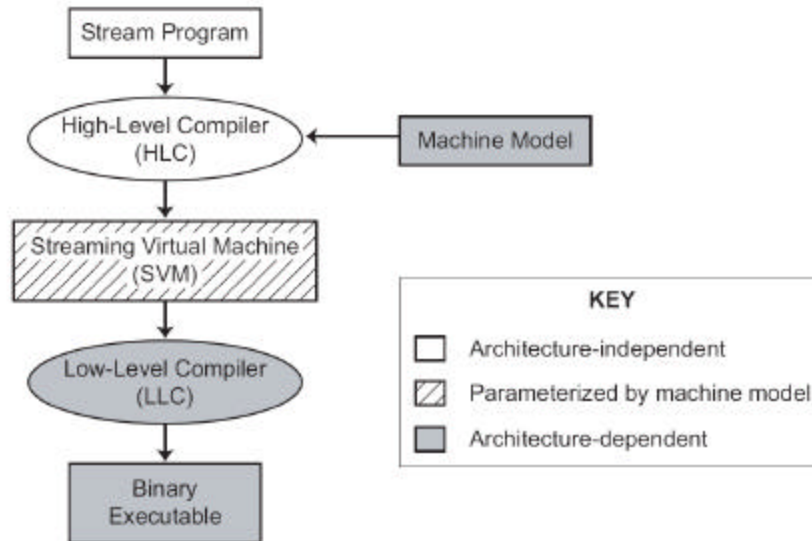 Stream Program
High-Level Compiler
(HLC)
Machine Model
Streaming Virtual Machine
(SVM)
Low-Level Compiler
(LLC)
Binary
Executable
KEY
Architecture-independent
Parameterized by machine model
Architecture-dependent